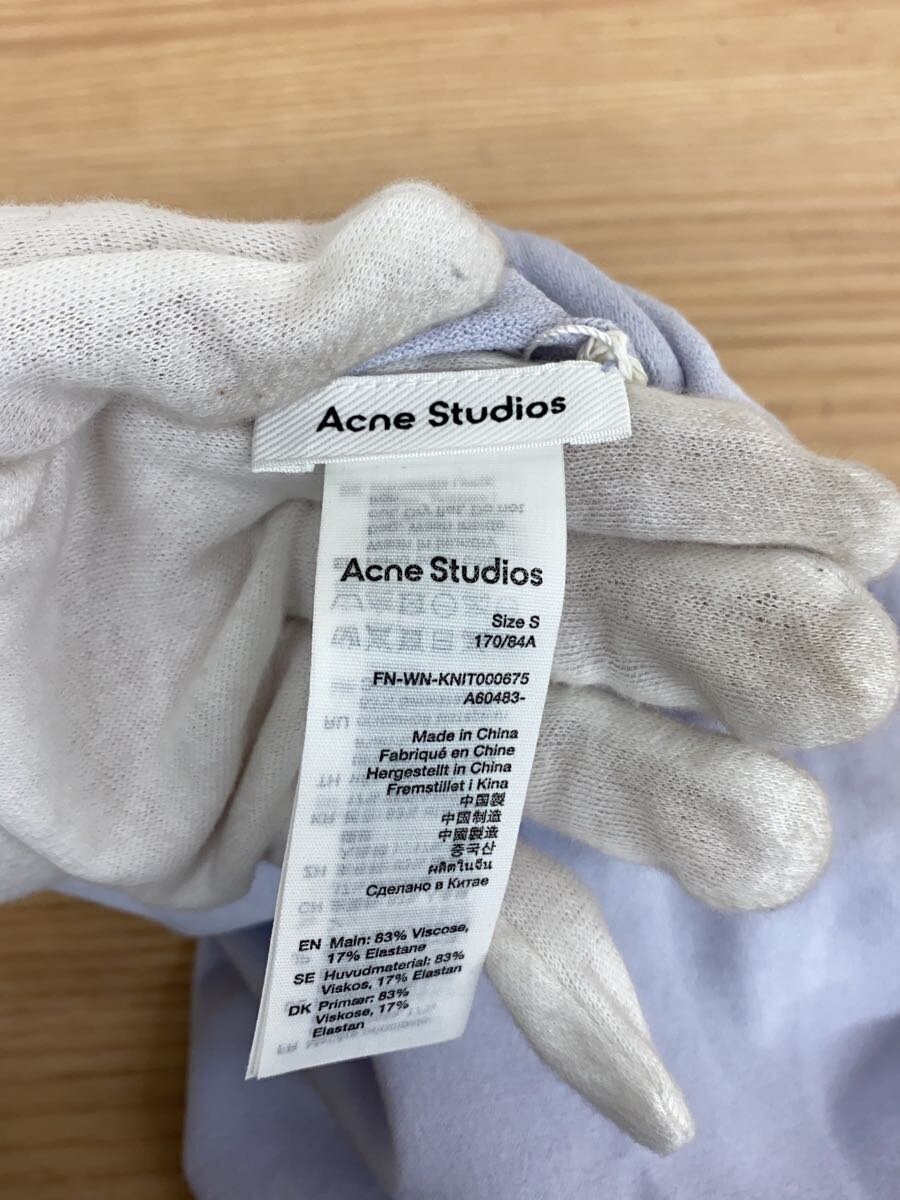 Acne Studios
Acne Studios
Size S
170/84A
FN-WN-KNIT000675
A60483-
Made in China
Fabriqué en Chine
Hergestellt in China
Fremstillet i Kina
中国製
中国制造
中國製造
중국산
ผลิตในจีน
Сделано в Китае
EN Main: 83% Viscose,
17% Elastane
SE Huvudmaterial: 83%
Viskos, 17% Elastan
DK Primær: 83%
Viskose, 17%
Elastan